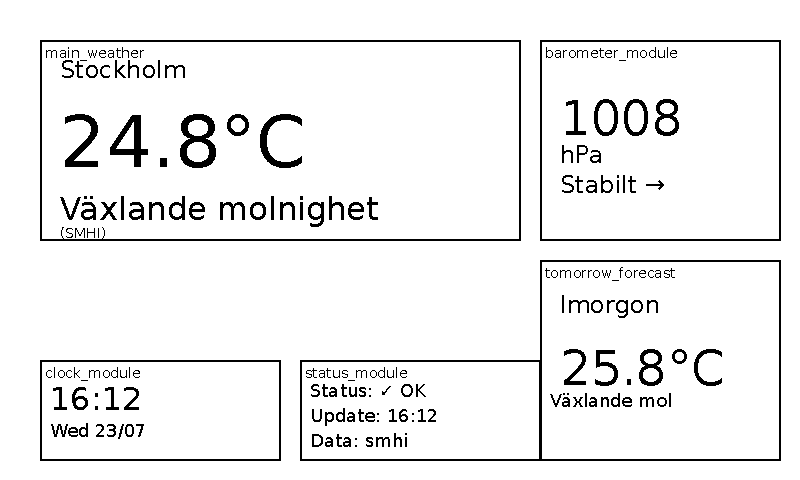 main_weather
Stockholm
24.8°C
Växlande molnighet
(SMHI)
barometer_module
1008
hPa
Stabilt →
tomorrow_forecast
Imorgon
25.8°C
Växlande mol
clock_module
16:12
Wed 23/07
status_module
Status: ✓ OK
Update: 16:12
Data: smhi